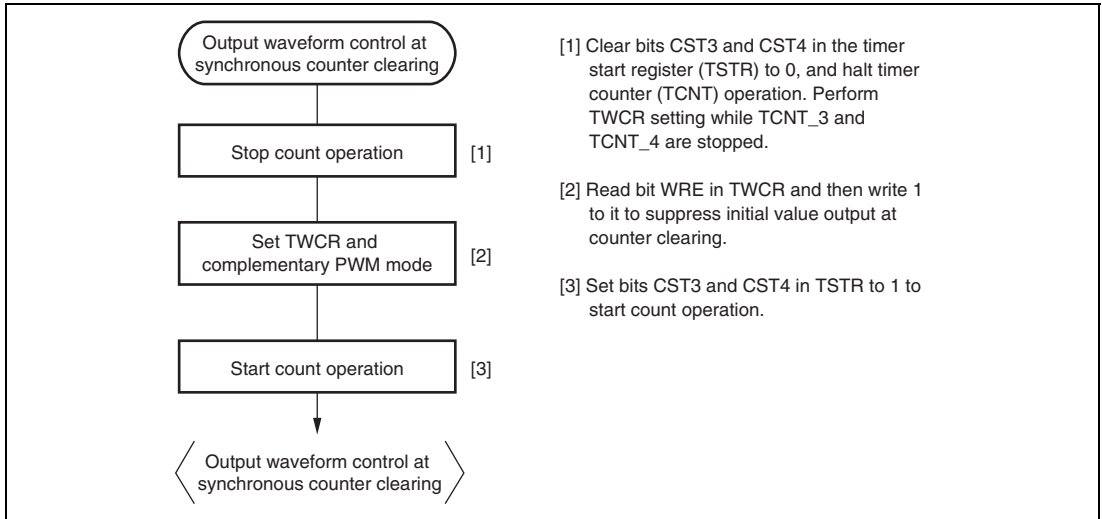 Output waveform control at
synchronous counter clearing
Stop count operation
[1]
Set TWCR and
complementary PWM mode
[2]
Start count operation
[3]
Output waveform control at
synchronous counter clearing
[1] Clear bits CST3 and CST4 in the timer
start register (TSTR) to 0, and halt timer
counter (TCNT) operation. Perform
TWCR setting while TCNT_3 and
TCNT_4 are stopped.
[2] Read bit WRE in TWCR and then write 1
to it to suppress initial value output at
counter clearing.
[3] Set bits CST3 and CST4 in TSTR to 1 to
start count operation.